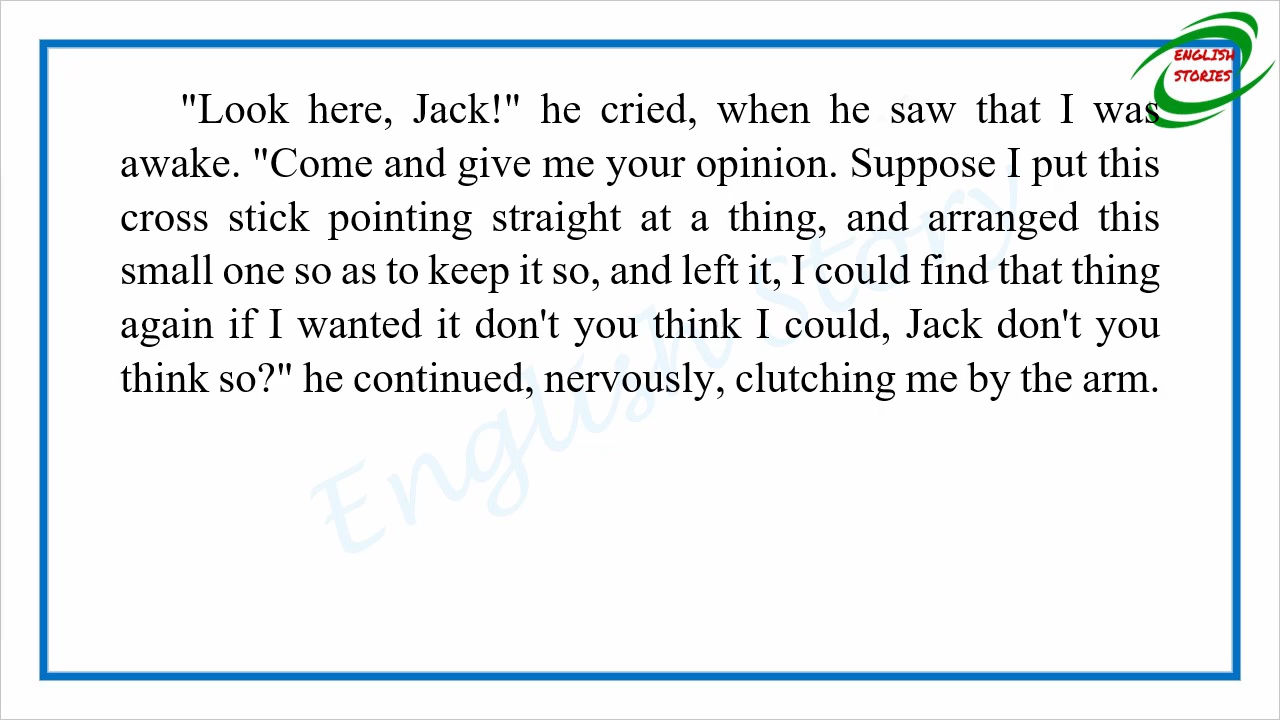 ENGLISH
STORIES
"Look here, Jack!" he cried, when he saw that I was
awake. "Come and give me your opinion. Suppose I put this
cross stick pointing straight at a thing, and arranged this
small one so as to keep it so, and left it, I could find that thing
again if I wanted it don't you think I could, Jack don't you
think so?" he continued, nervously, clutching me by the arm.
English Story